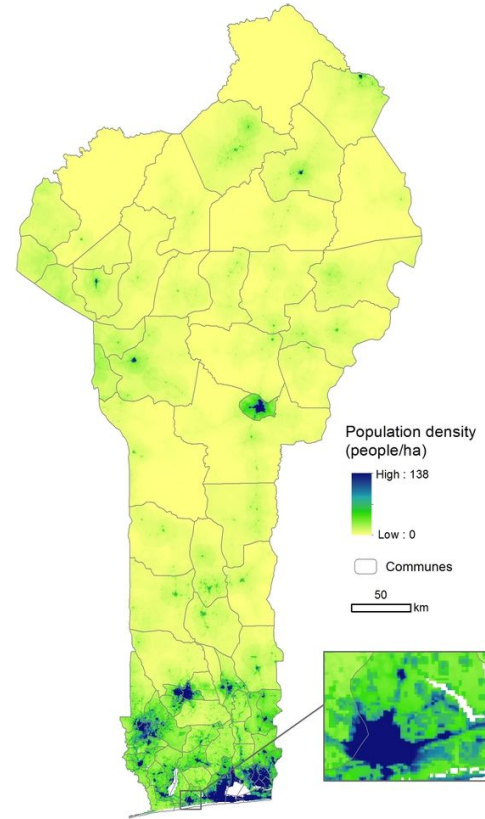 Population density
(people/ha)
High : 138
Low : 0
Communes
50
km